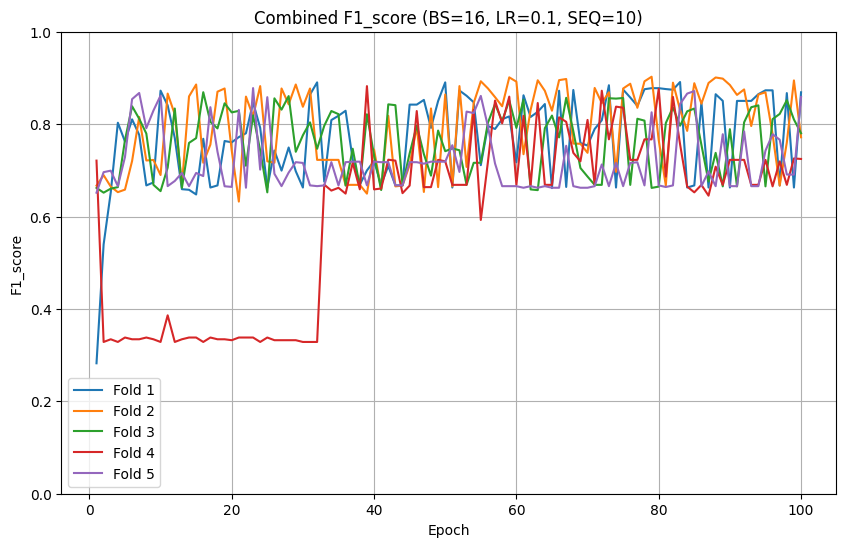 Combined F1_score (BS=16, LR=0.1, SEQ=10)
1.0
0.8
0.6
0.4
0.2
0.0
F1_score
Fold 1
Fold 2
Fold 3
Fold 4
Fold 5
0 20 40 60 80 100
Epoch